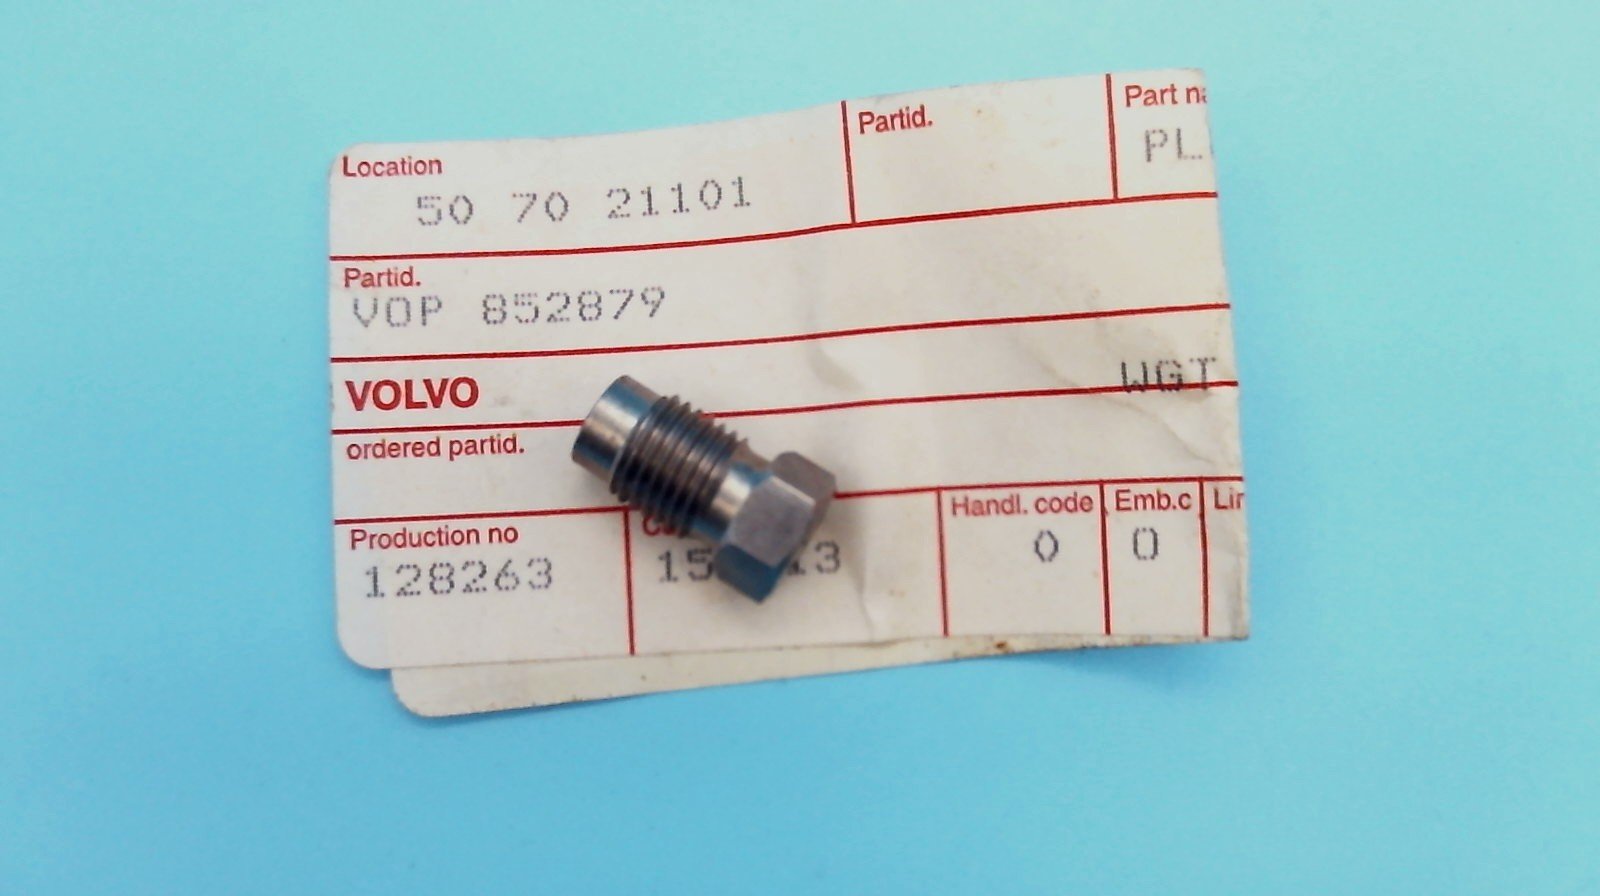 Location Partid. Part
50 70 21101 PL
Partid.
VOP 852879
WGT
VOLVO
ordered partid.
Production no Handl. code Emb.c
128263 0 0